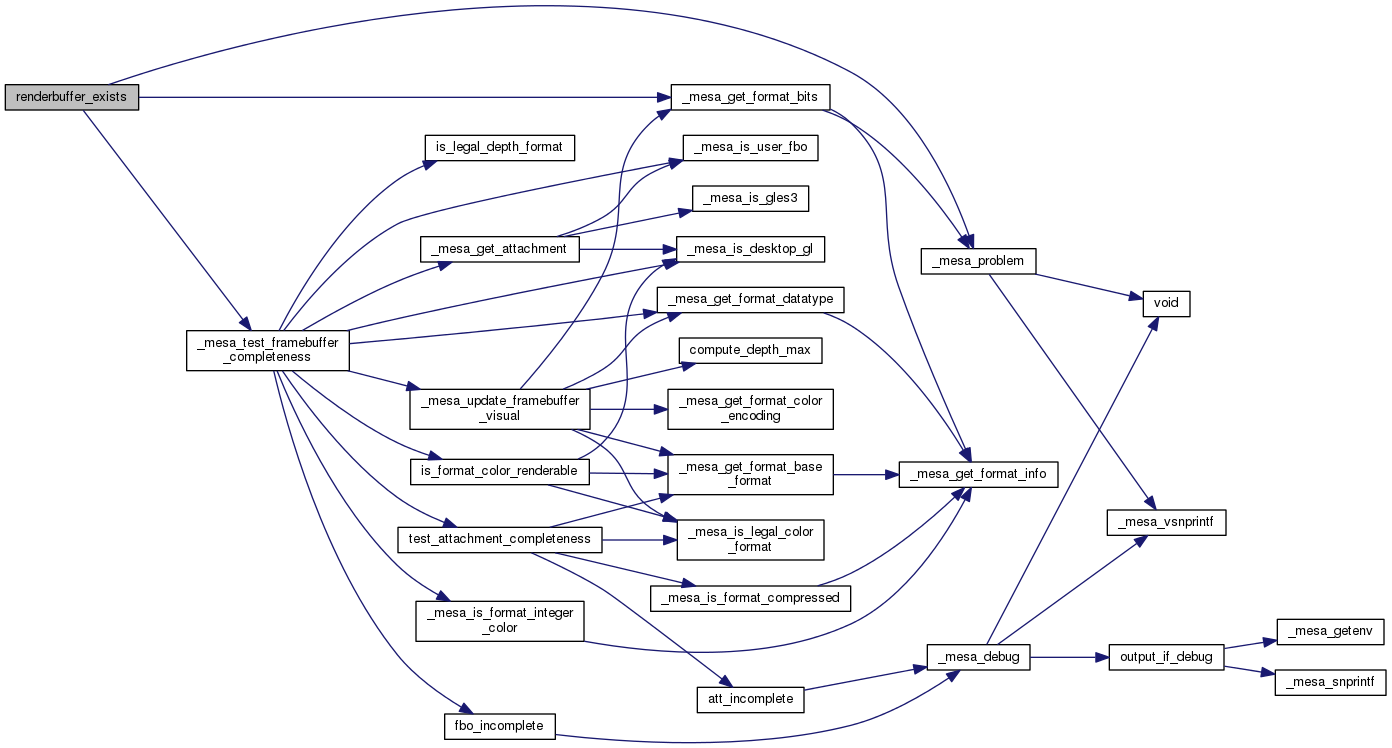 renderbuffer_exists
_mesa_get_format_bits
is_legal_depth_format
_mesa_is_user_fbo
_mesa_is_gles3
_mesa_get_attachment
_mesa_is_desktop_gl
_mesa_problem
_mesa_get_format_datatype
void
_mesa_test_framebuffer
_completeness
compute_depth_max
_mesa_update_framebuffer
_visual
_mesa_get_format_color
_encoding
is_format_color_renderable
_mesa_get_format_base
_format
_mesa_get_format_info
_mesa_vsnprintf
test_attachment_completeness
_mesa_is_legal_color
_format
_mesa_is_format_compressed
_mesa_is_format_integer
_color
_mesa_getenv
_mesa_debug
output_if_debug
_mesa_snprintf
att_incomplete
fbo_incomplete